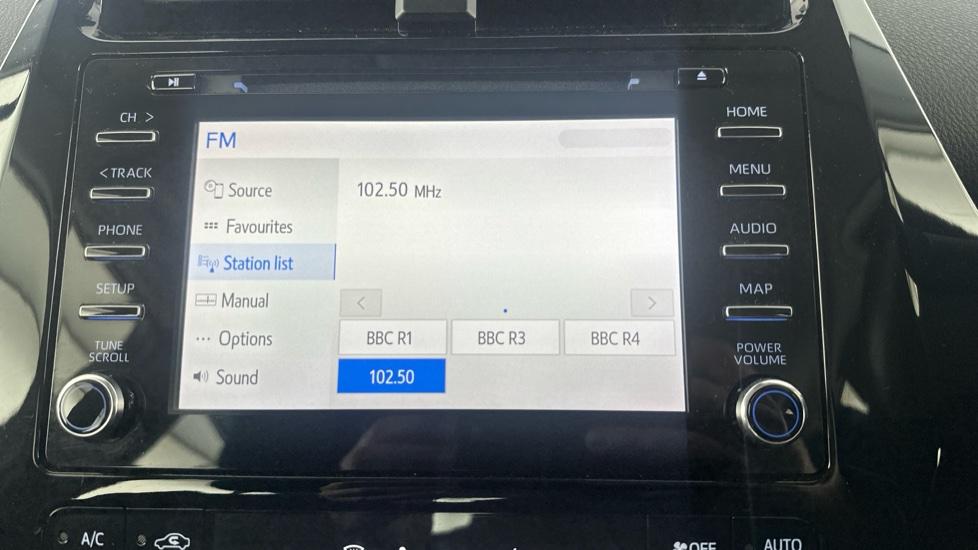 CH >
< TRACK
PHONE
SETUP
TUNE
SCROLL
FM
Source
Favourites
Station list
Manual
Options
Sound
102.50 MHz
BBC R1
BBC R3
BBC R4
102.50
HOME
MENU
AUDIO
MAP
POWER
VOLUME
A/C
OFF
AUTO